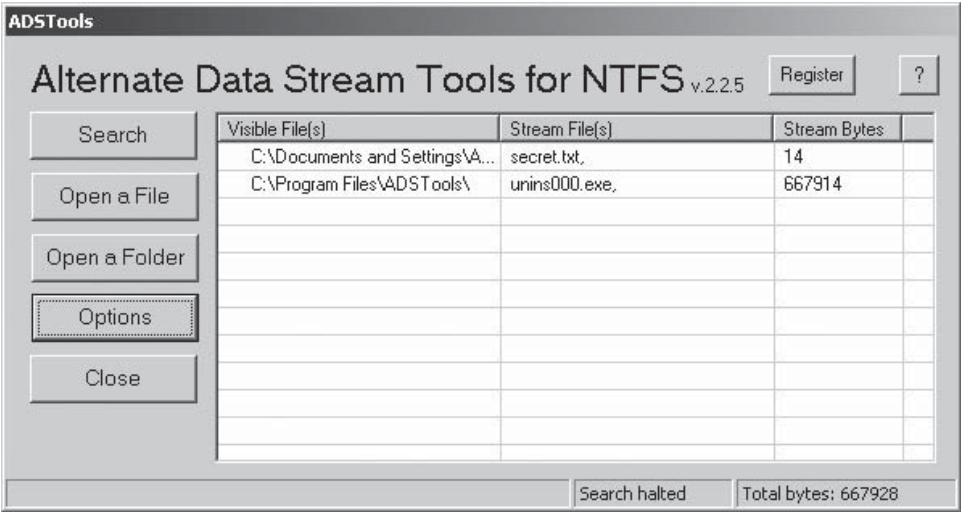 ADSTools
Alternate Data Stream Tools for NTFS v.2.2.5 Register ?
Search
Open a File
Open a Folder
Options
Close
Visible File(s) Stream File(s) Stream Bytes
C:\Documents and Settings\A... secret.txt, 14
C:\Program Files\ADSTools\ unins000.exe, 667914
Search halted Total bytes: 667928